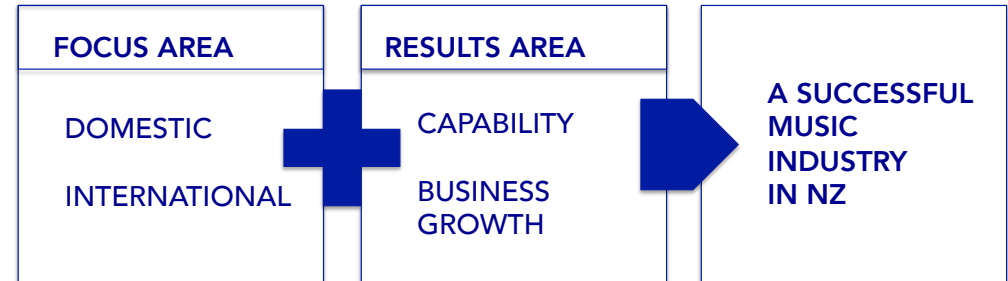 FOCUS AREA
DOMESTIC
INTERNATIONAL
RESULTS AREA
CAPABILITY
BUSINESS
GROWTH
A SUCCESSFUL
MUSIC
INDUSTRY
IN NZ